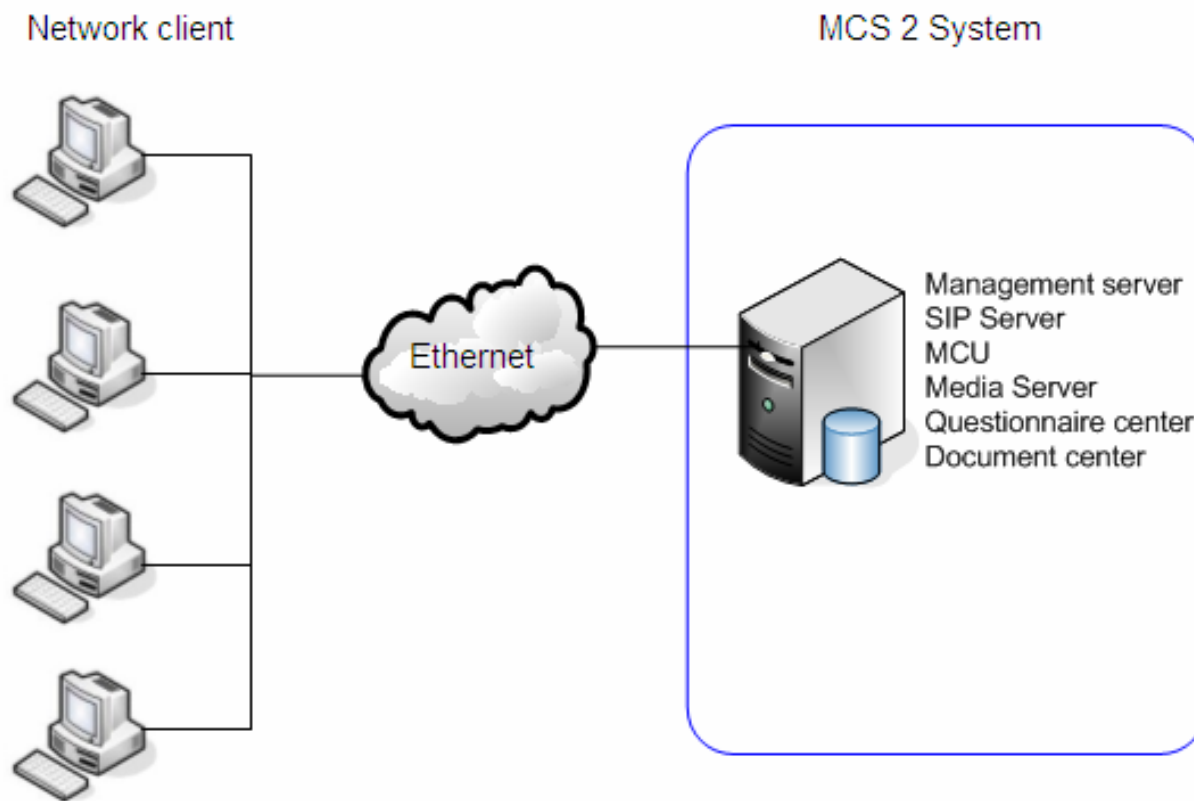 Network client
MCS 2 System
Ethernet
Management server
SIP Server
MCU
Media Server
Questionnaire center
Document center